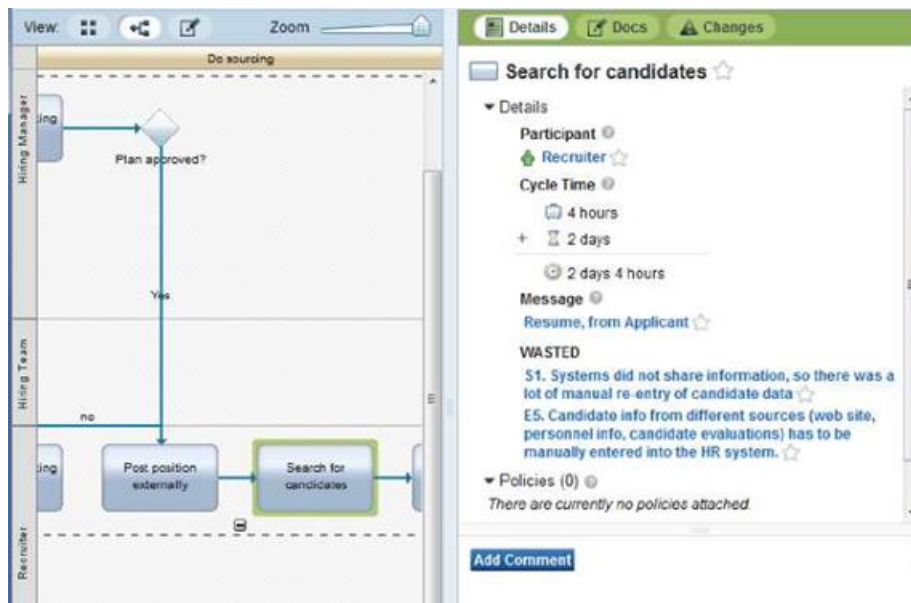 View:
Zoom
Do sourcing
Hiring Manager
Plan approved?
Yes
Hiring Team
no
Recruiter
Post position
externally
Search for
candidates
Details
Docs
Changes
Search for candidates
Details
Participant
Recruiter
Cycle Time
4 hours
+ 2 days
2 days 4 hours
Message
Resume, from Applicant
WASTED
S1. Systems did not share information, so there was a
lot of manual re-entry of candidate data
E5. Candidate info from different sources (web site,
personnel info, candidate evaluations) has to be
manually entered into the HR system.
Policies (0)
There are currently no policies attached.
Add Comment